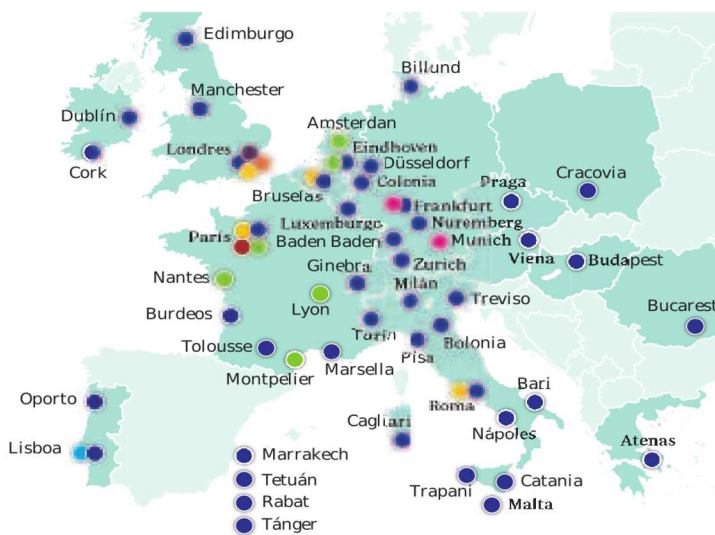 Edimburgo
Billund
Manchester
Dublín
Amsterdan
Londres
Eindhoven
Düsseldorf
Cork
Colonia
Bruselas
Praga
Cracovia
Frankfurt
Luxemburgo
Nuremberg
París
Baden Baden
Munich
Viena
Budapest
Ginebra
Zurich
Nantes
Milán
Treviso
Lyon
Bucarest
Burdeos
Turín
Bolonia
Tolousse
Marsella
Pisa
Montpelier
Oporto
Roma
Bari
Cagliari
Nápoles
Atenas
Lisboa
Marrakech
Tetuán
Rabat
Tánger
Trapani
Catania
Malta